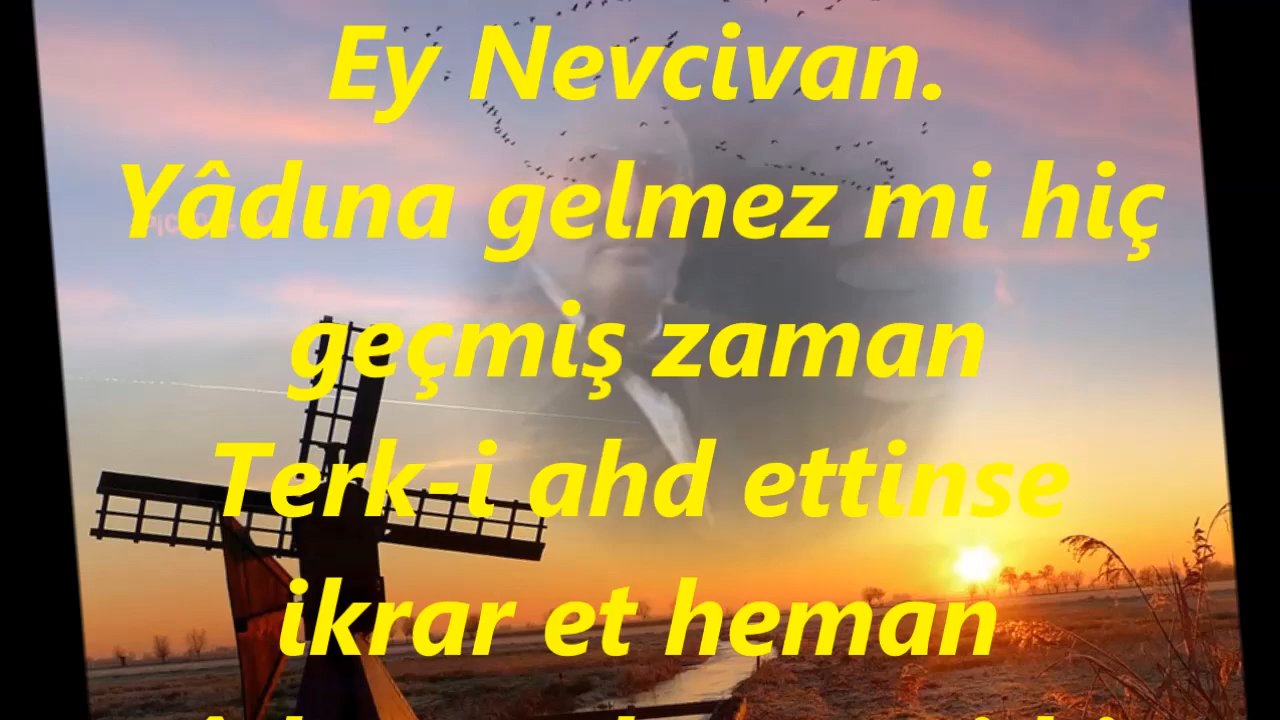 Ey Nevcivan.
Yâdına gelmez mi hiç
geçmiş zaman
Terk-i ahd ettinse
ikrar et heman